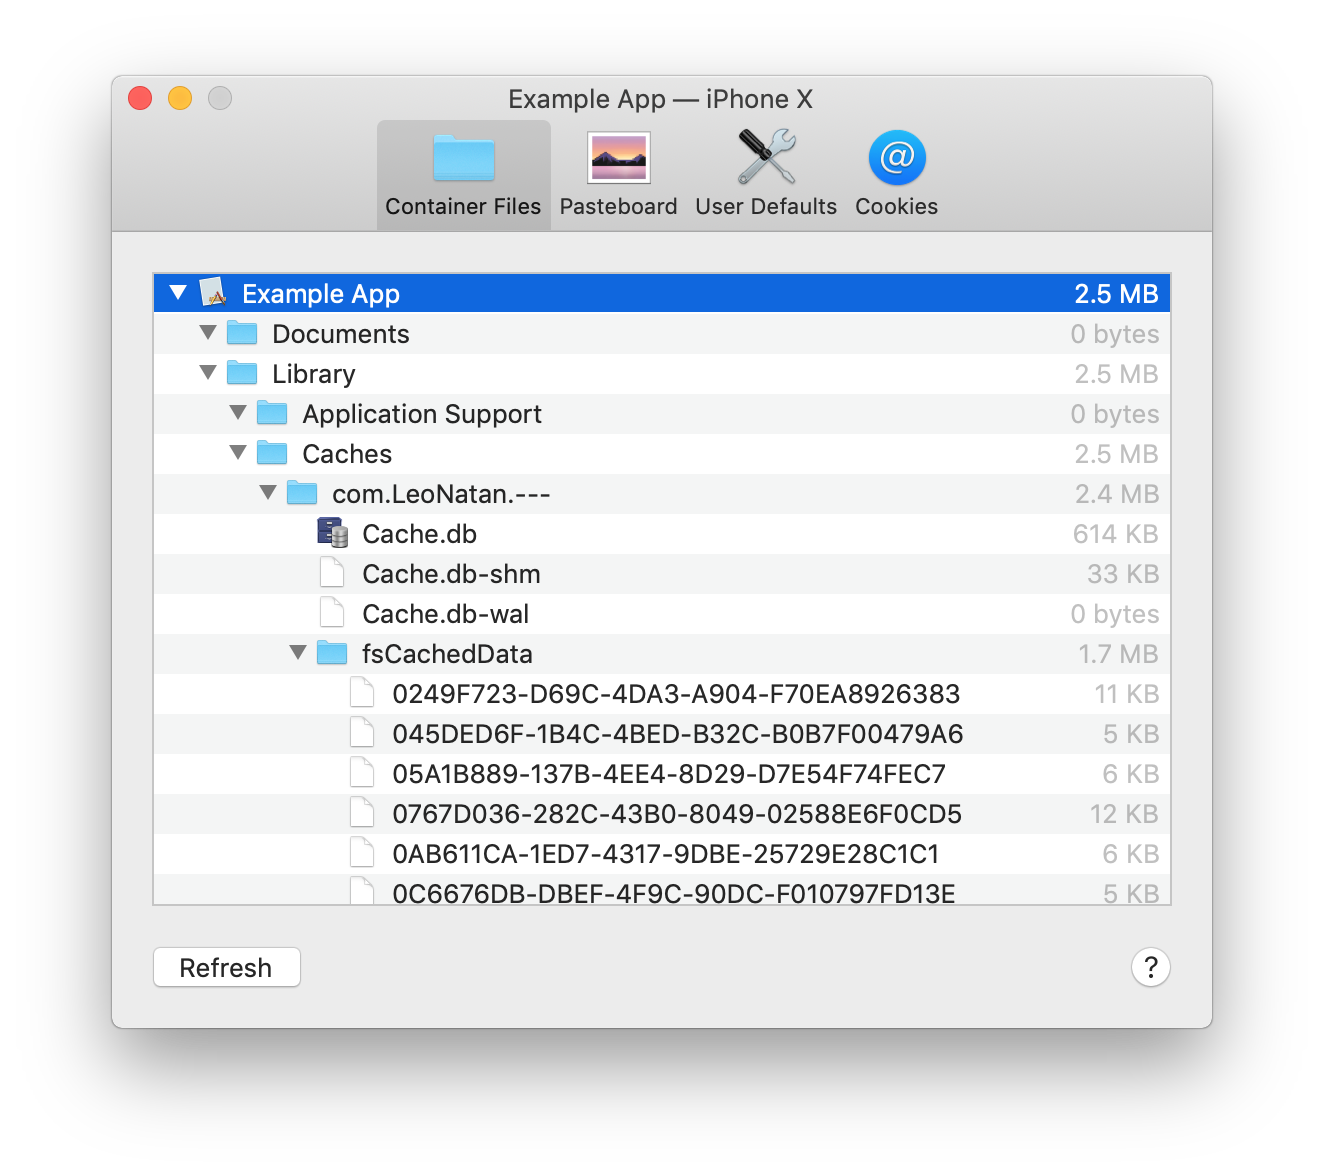 Example App — iPhone X
Container Files Pasteboard User Defaults Cookies
Example App 2.5 MB
Documents 0 bytes
Library 2.5 MB
Application Support 0 bytes
Caches 2.5 MB
com.LeoNatan.--- 2.4 MB
Cache.db 614 KB
Cache.db-shm 33 KB
Cache.db-wal 0 bytes
fsCachedData 1.7 MB
0249F723-D69C-4DA3-A904-F70EA8926383 11 KB
045DED6F-1B4C-4BED-B32C-B0B7F00479A6 5 KB
05A1B889-137B-4EE4-8D29-D7E54F74FEC7 6 KB
0767D036-282C-43B0-8049-02588E6F0CD5 12 KB
0AB611CA-1ED7-4317-9DBE-25729E28C1C1 6 KB
0C6676DB-DBEF-4F9C-90DC-F010797FD13E 5 KB
Refresh ?